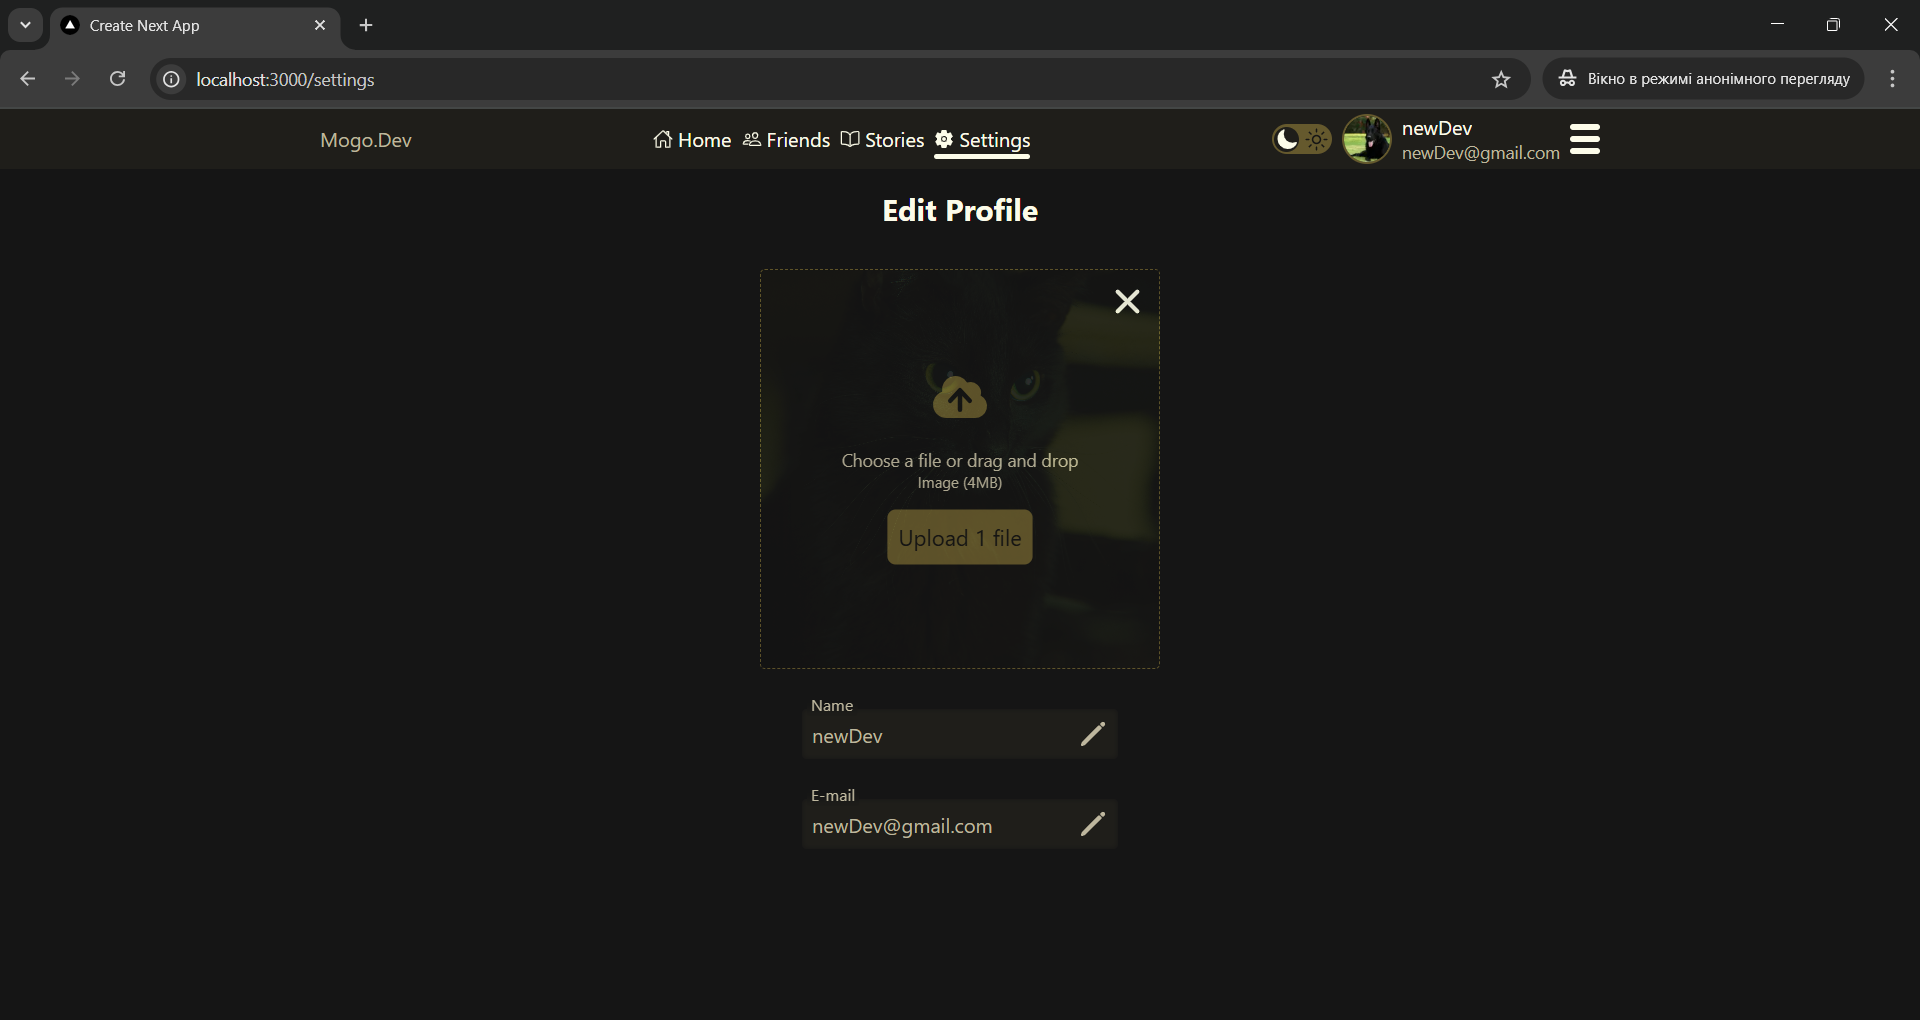 Create Next App
localhost:3000/settings
Вікно в режимі анонімного перегляду
Mogo.Dev
Home Friends Stories Settings
newDev
newDev@gmail.com
Edit Profile
Choose a file or drag and drop
Image (4MB)
Upload 1 file
Name
newDev
E-mail
newDev@gmail.com